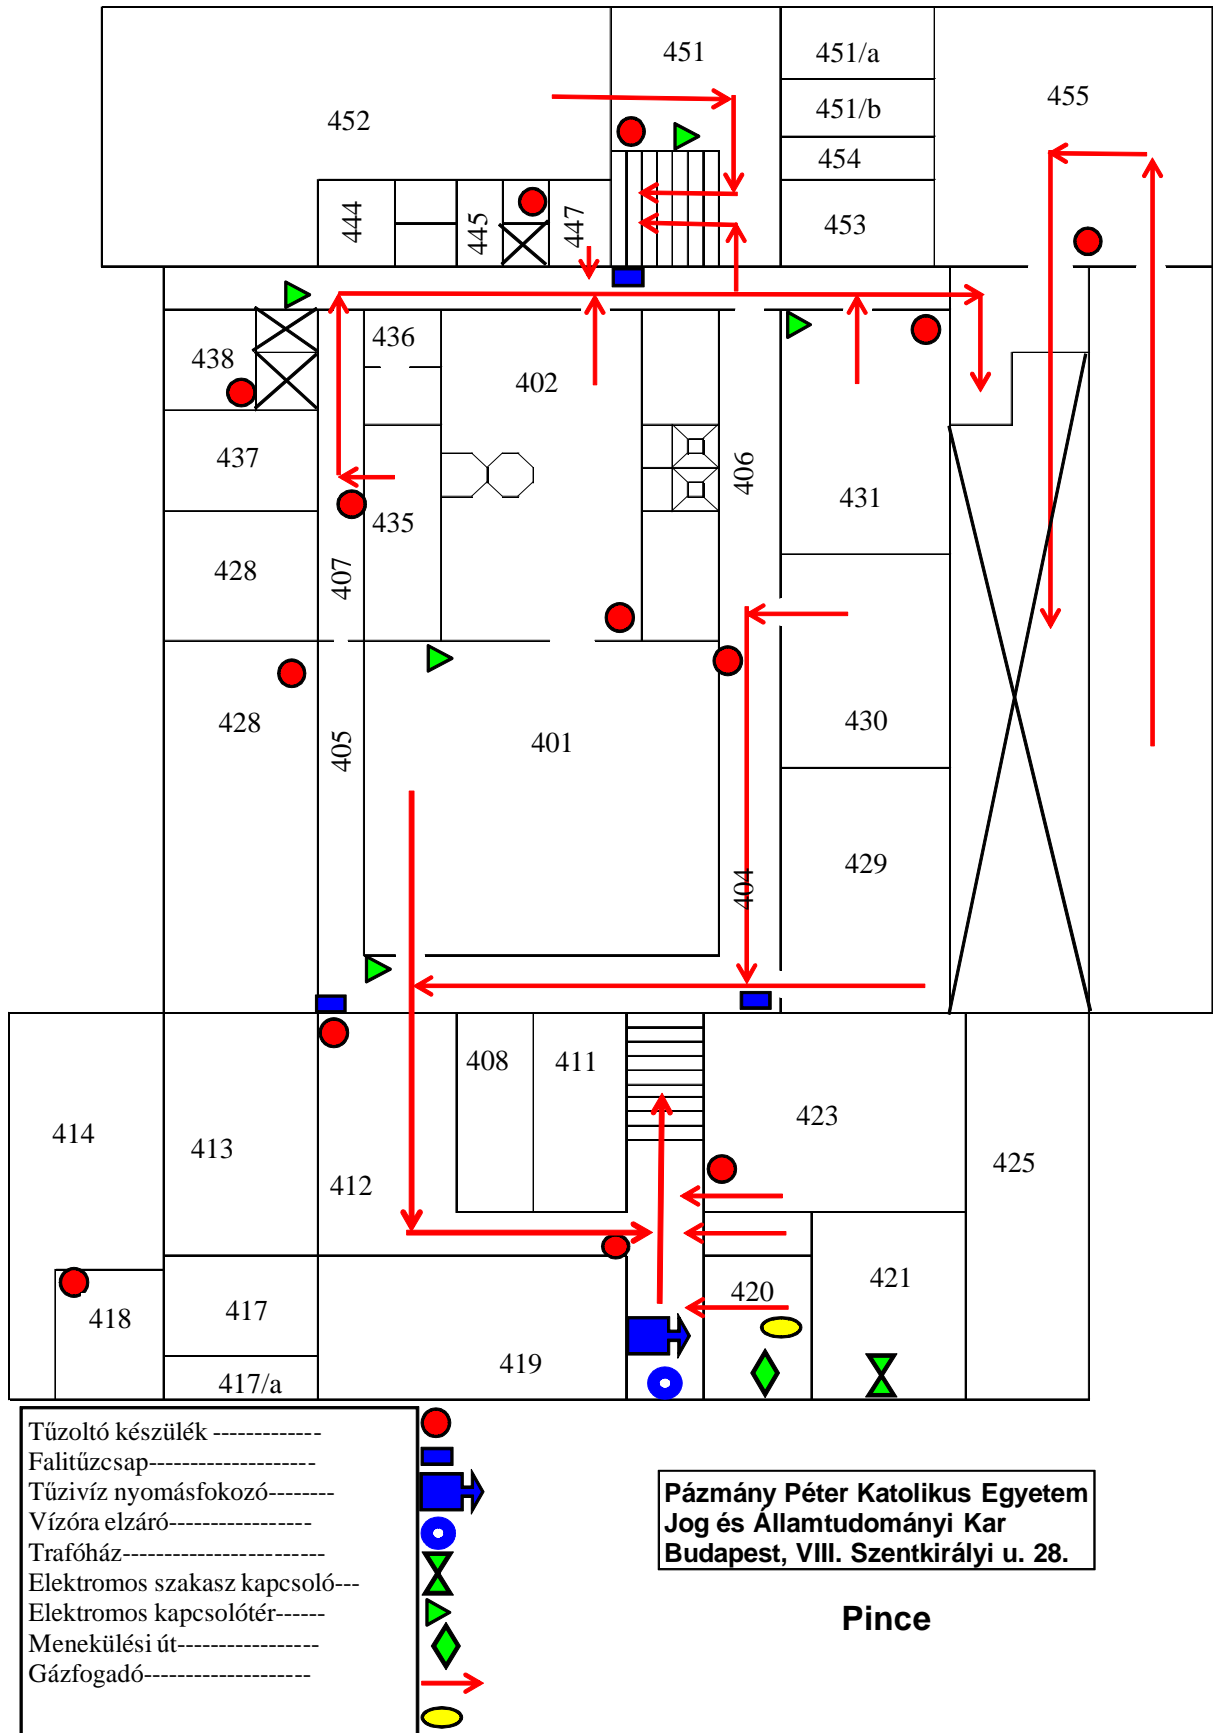 451
451/a
455
452
451/b
454
444
445
447
453
436
438
402
437
406
435
431
428
407
428
405
401
430
404
429
408
411
414
413
423
412
425
418
417
420
421
419
417/a
Tűzoltó készülék -------------
Falitűzcsap--------------------
Tűzivíz nyomásfokozó--------
Vízóra elzáró-----------------
Trafóház------------------------
Elektromos szakasz kapcsoló---
Elektromos kapcsolótér------
Menekülési út-----------------
Gázfogadó--------------------
Pázmány Péter Katolikus Egyetem
Jog és Államtudományi Kar
Budapest, VIII. Szentkirályi u. 28.
Pince